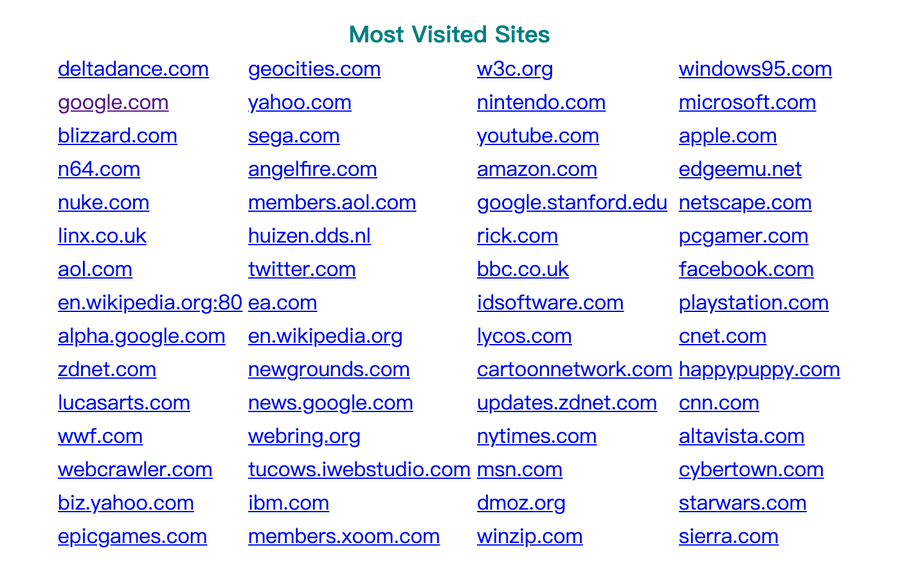 Most Visited Sites
deltadance.com geocities.com w3c.org windows95.com
google.com yahoo.com nintendo.com microsoft.com
blizzard.com sega.com youtube.com apple.com
n64.com angelfire.com amazon.com edgeemu.net
nuke.com members.aol.com google.stanford.edu netscape.com
linx.co.uk huizen.dds.nl rick.com pcgamer.com
aol.com twitter.com bbc.co.uk facebook.com
en.wikipedia.org:80 ea.com idsoftware.com playstation.com
alpha.google.com en.wikipedia.org lycos.com cnet.com
zdnet.com newgrounds.com cartoonnetwork.com happypuppy.com
lucasarts.com news.google.com updates.zdnet.com cnn.com
wwf.com webring.org nytimes.com altavista.com
webcrawler.com tucows.iwebstudio.com msn.com cybertown.com
biz.yahoo.com ibm.com dmoz.org starwars.com
epicgames.com members.xoom.com winzip.com sierra.com